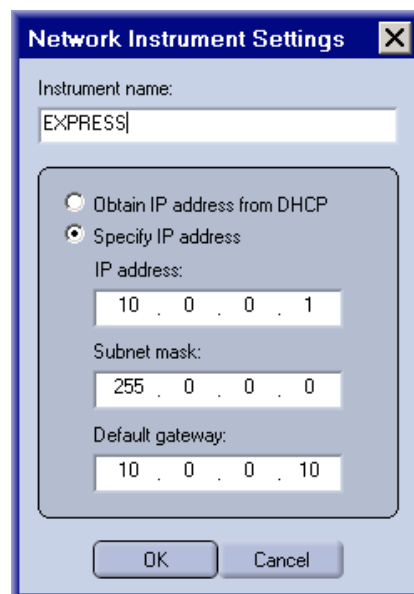 Network Instrument Settings
Instrument name:
EXPRESS
Obtain IP address from DHCP
Specify IP address
IP address:
10 . 0 . 0 . 1
Subnet mask:
255 . 0 . 0 . 0
Default gateway:
10 . 0 . 0 . 10
OK Cancel